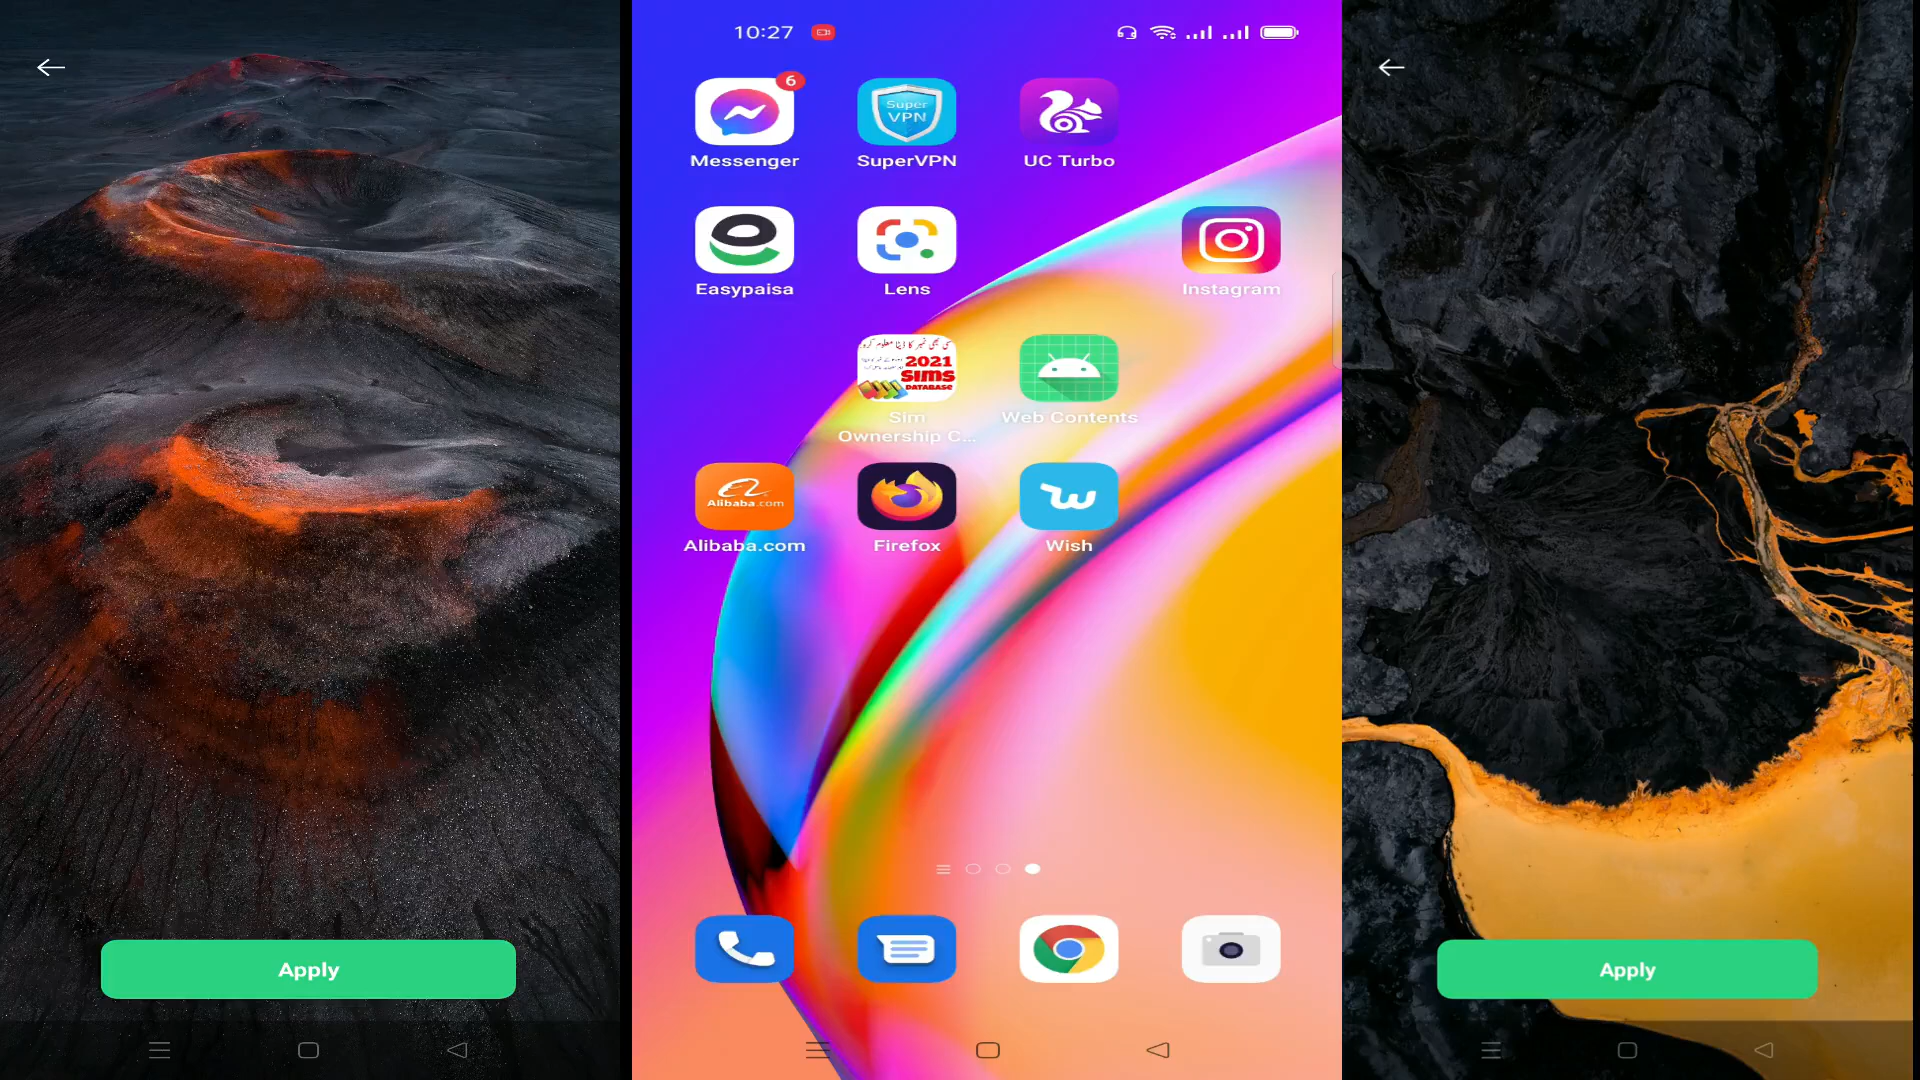 10:27
6
Super
VPN
Messenger
SuperVPN
UC Turbo
Easypaisa
Lens
Instagram
2021
SIMS
DATABASE
Sim
Ownership C...
Web Contents
Alibaba.com
Alibaba.com
Firefox
Wish
Apply
Apply